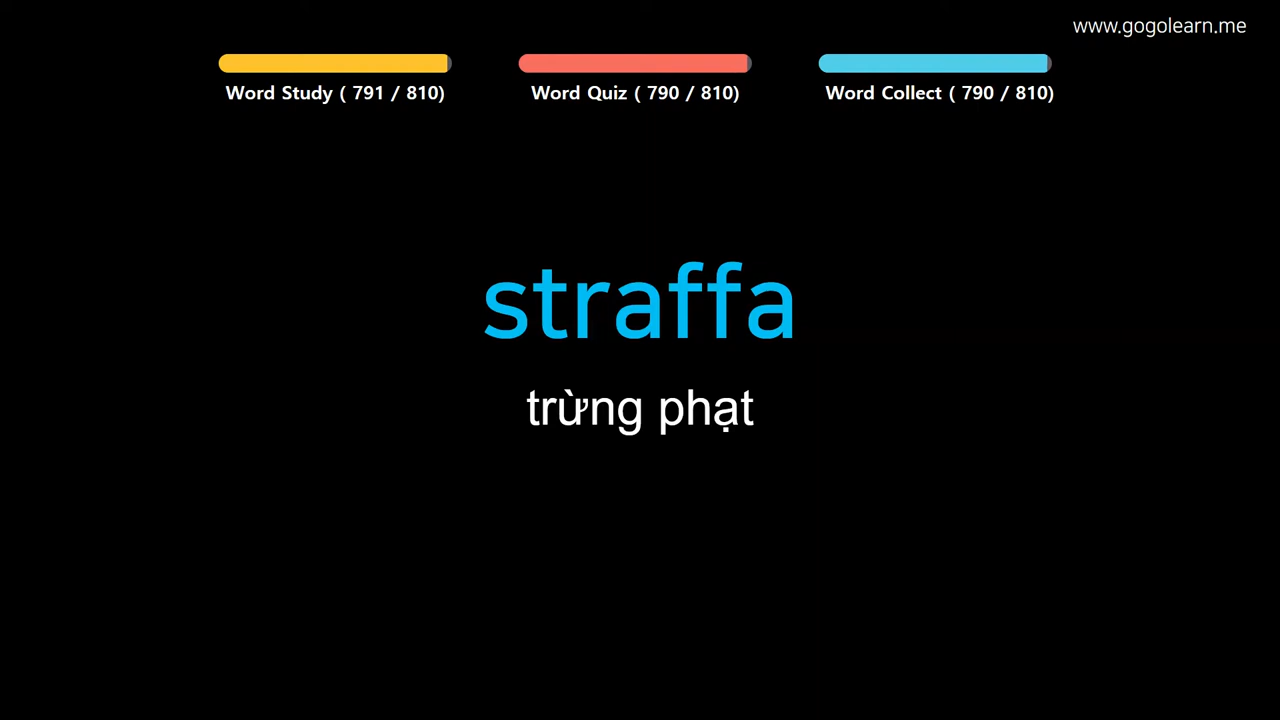 www.gogolearn.me
Word Study ( 791 / 810)
Word Quiz ( 790 / 810)
Word Collect ( 790 / 810)
straffa
trừng phạt